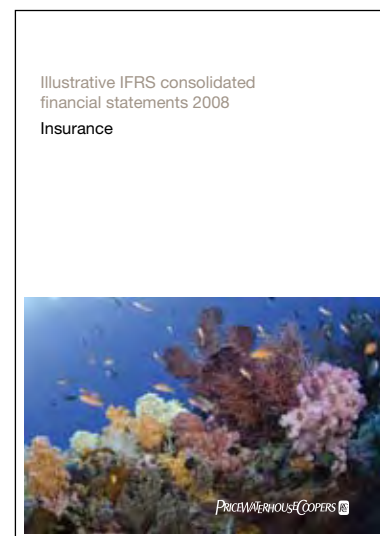 Illustrative IFRS consolidated
financial statements 2008
Insurance
PRICEWATERHOUSECOOPERS